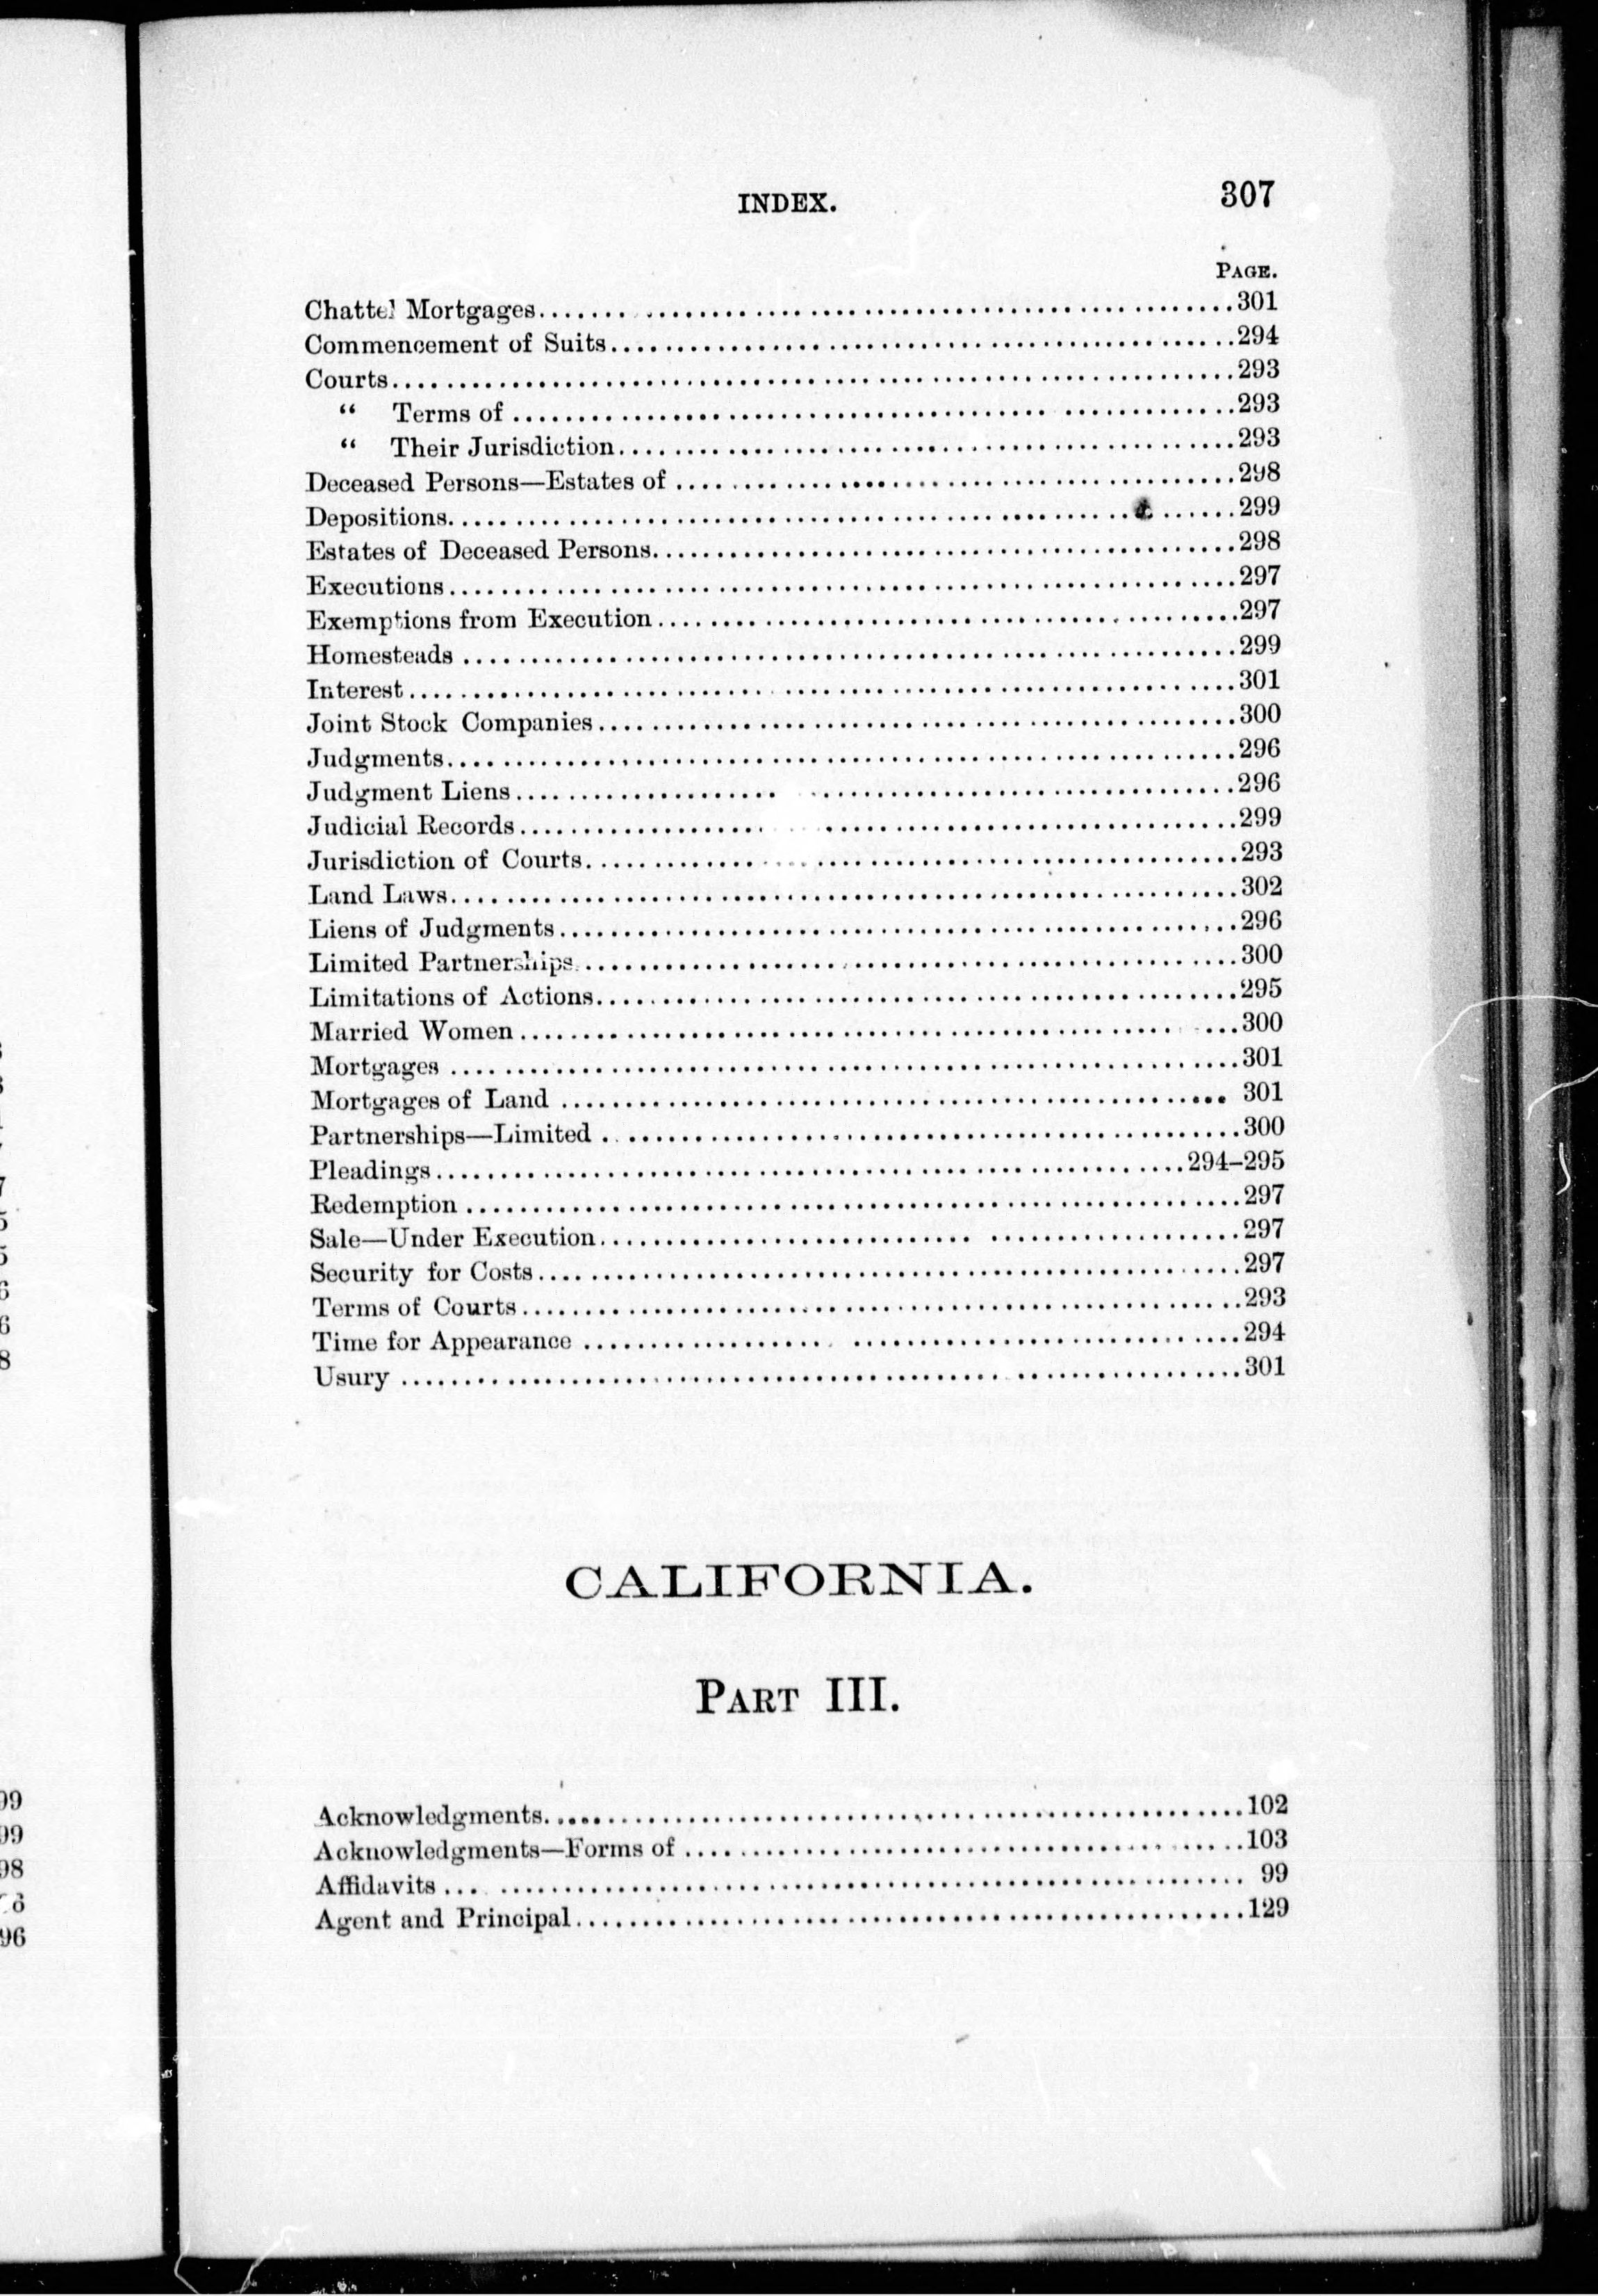 INDEX. 307
PAGE.
Chattel Mortgages........301
Commencement of Suits........294
Courts........293
“ Terms of........293
“ Their Jurisdiction........293
Deceased Persons—Estates of........298
Depositions........299
Estates of Deceased Persons........298
Executions........297
Exemptions from Execution........297
Homesteads........299
Interest........301
Joint Stock Companies........300
Judgments........296
Judgment Liens........296
Judicial Records........299
Jurisdiction of Courts........293
Land Laws........302
Liens of Judgments........296
Limited Partnerships........300
Limitations of Actions........295
Married Women........300
Mortgages........301
Mortgages of Land........301
Partnerships—Limited........300
Pleadings........294–295
Redemption........297
Sale—Under Execution........297
Security for Costs........297
Terms of Courts........293
Time for Appearance........294
Usury........301
CALIFORNIA.
PART III.
Acknowledgments........102
Acknowledgments—Forms of........103
Affidavits........99
Agent and Principal........129